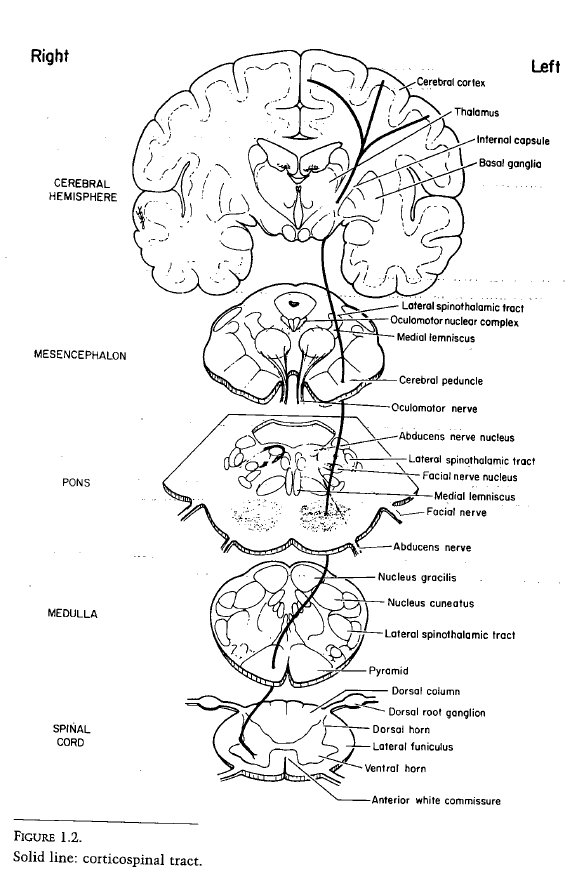 Right
Left
Cerebral cortex
Thalamus
Internal capsule
Basal ganglia
CEREBRAL
HEMISPHERE
Lateral spinothalamic tract
Oculomotor nuclear complex
Medial lemniscus
MESENCEPHALON
Cerebral peduncle
Oculomotor nerve
Abducens nerve nucleus
Lateral spinothalamic tract
Facial nerve nucleus
PONS
Medial lemniscus
Facial nerve
Abducens nerve
Nucleus gracilis
Nucleus cuneatus
MEDULLA
Lateral spinothalamic tract
Pyramid
Dorsal column
Dorsal root ganglion
SPINAL
CORD
Dorsal horn
Lateral funiculus
Ventral horn
Anterior white commissure
FIGURE 1.2.
Solid line: corticospinal tract.